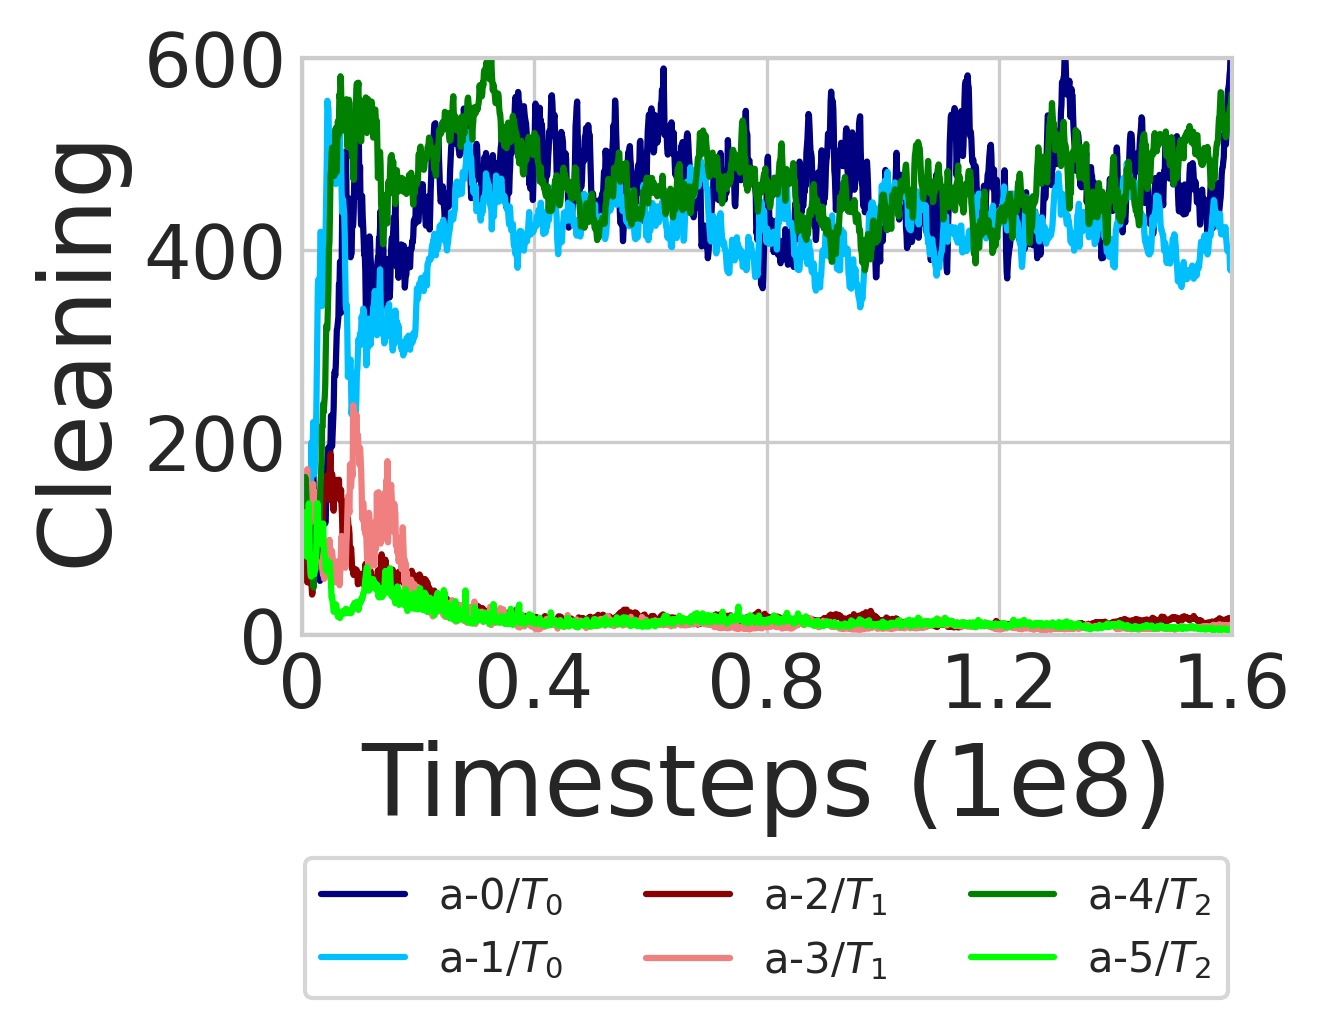 Cleaning
600
400
200
0
0 0.4 0.8 1.2 1.6
Timesteps (1e8)
a-0/T₀ a-2/T₁ a-4/T₂
a-1/T₀ a-3/T₁ a-5/T₂